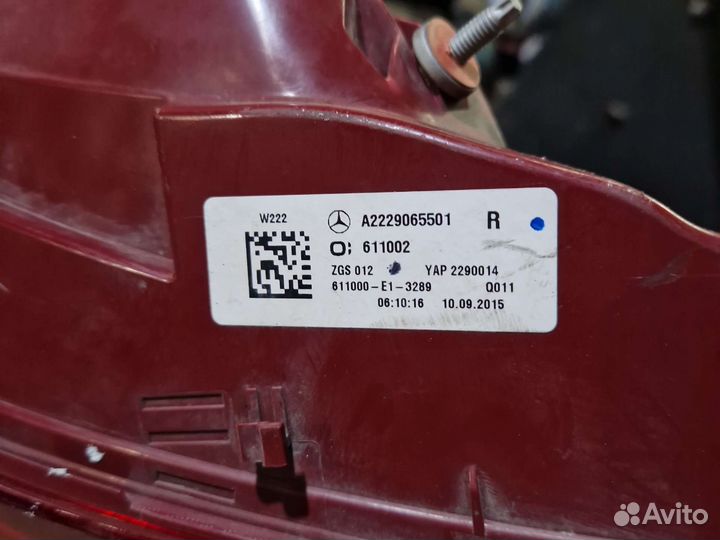 W222 A2229065501 R
611002
ZGS 012 YAP 2290014
611000-E1-3289 Q011
06:10:16 10.09.2015
Avito